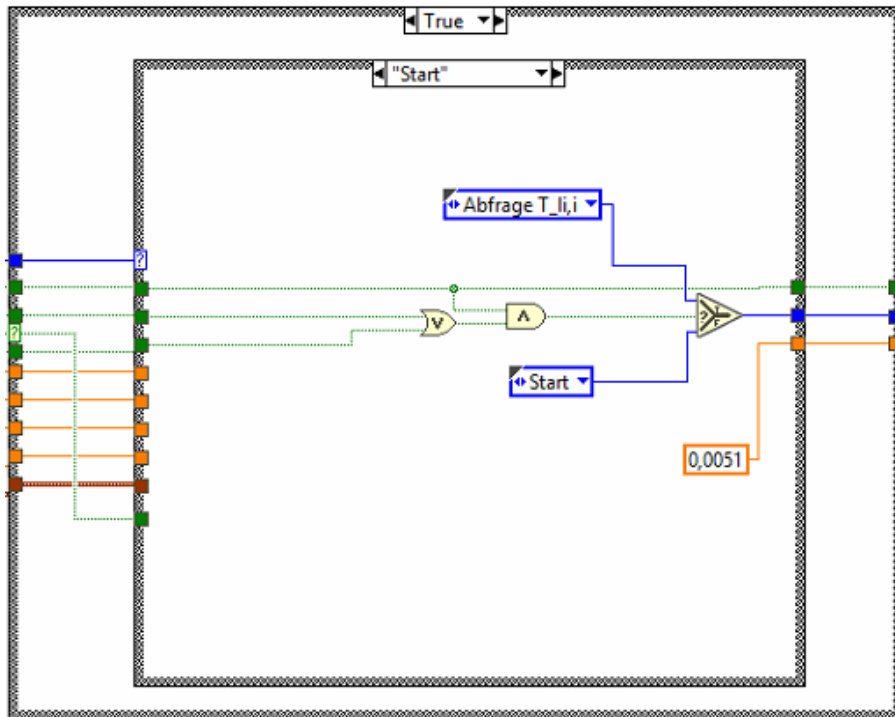 True
"Start"
Abfrage T_li,i
?
?
V
Λ
?
T
F
Start
0,0051